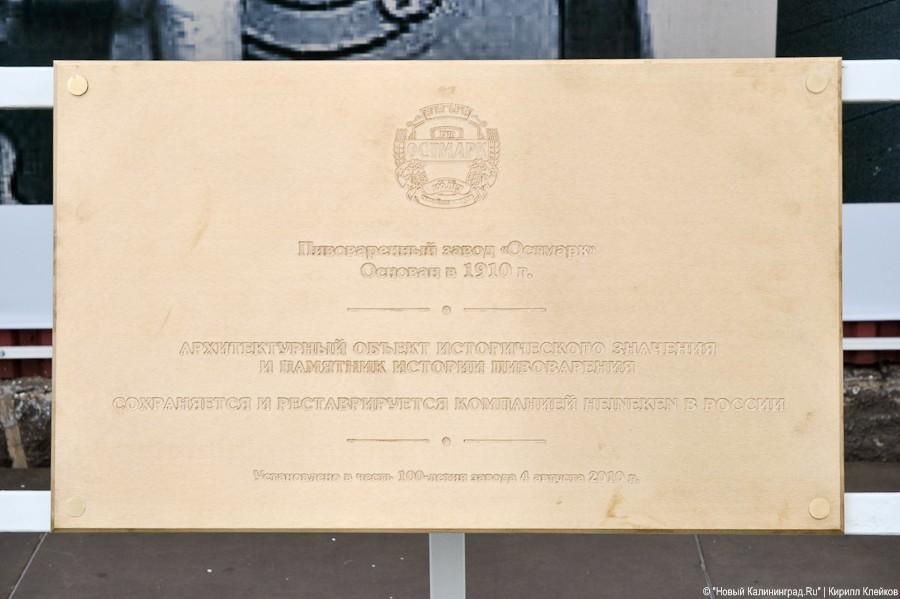 ОСТМАРК
Пивоваренный завод «Остмарк»
Основан в 1910 г.
АРХИТЕКТУРНЫЙ ОБЪЕКТ ИСТОРИЧЕСКОГО ЗНАЧЕНИЯ
И ПАМЯТНИК ИСТОРИИ ПИВОВАРЕНИЯ
СОХРАНЯЕТСЯ И РЕСТАВРИРУЕТСЯ КОМПАНИЕЙ HEINEKEN В РОССИИ
Установлено в честь 100-летия завода 4 августа 2010 г.
© "Новый Калининград.Ru" | Кирилл Клейков